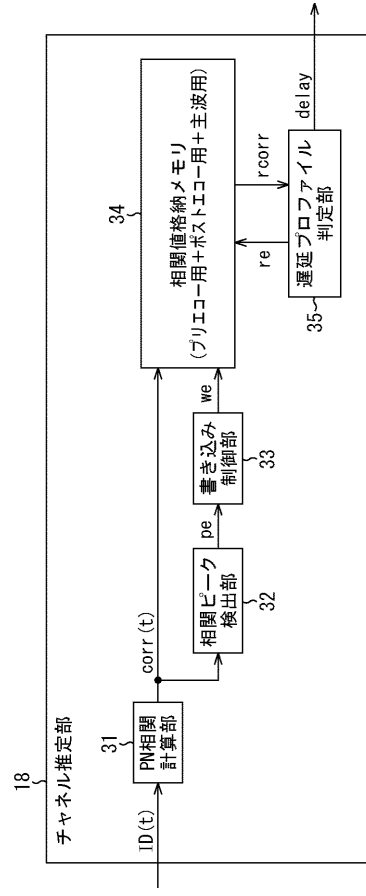 18
チャネル推定部
ID(t)
31
PN相関
計算部
corr(t)
相関ピーク
検出部
32
pe
書き込み
制御部
33
we
34
相関値格納メモリ
(プリエコー用+ポストエコー用+主波用)
re
rcorr
遅延プロファイル
判定部
35
delay